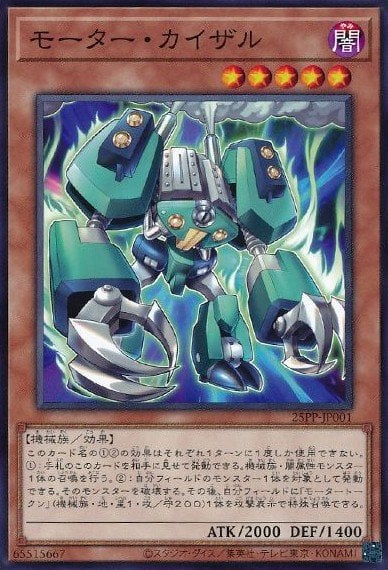 モーター・カイザル
闇
25PP-JP001
【機械族／効果】
このカード名の①②の効果はそれぞれ１ターンに１度しか使用できない。
①：手札のこのカードを相手に見せて発動できる。機械族・闇属性モンスター
１体の召喚を行う。②：自分フィールドのモンスター１体を対象として発動
できる。そのモンスターを破壊する。その後、自分フィールドに「モータートー
クン」（機械族・地・星１・攻／守２００）１体を攻撃表示で特殊召喚できる。
ATK/2000 DEF/1400
65515667 ©スタジオ・ダイス／集英社・テレビ東京・KONAMI